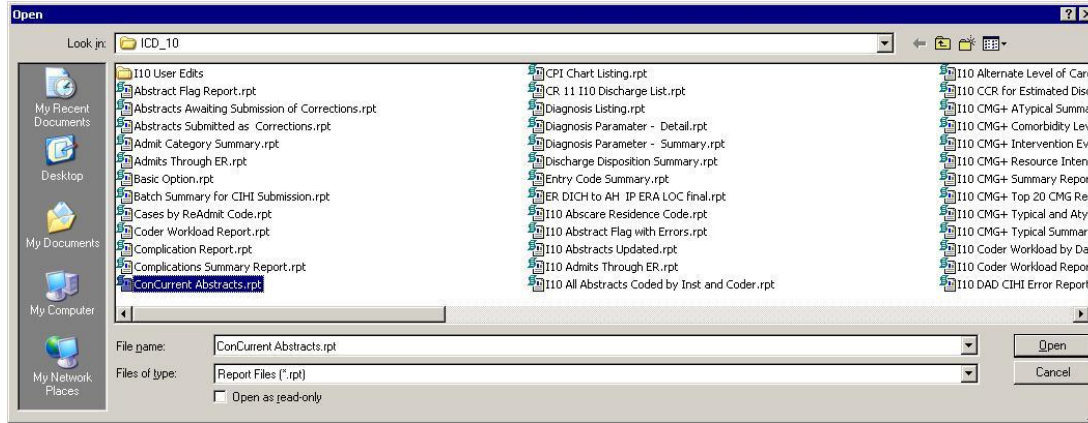 Open
Look in: ICD_10
My Recent
Documents
Desktop
My Documents
My Computer
My Network
Places
I10 User Edits
Abstract Flag Report.rpt
Abstracts Awaiting Submission of Corrections.rpt
Abstracts Submitted as Corrections.rpt
Admit Category Summary.rpt
Admits Through ER.rpt
Basic Option.rpt
Batch Summary for CIHI Submission.rpt
Cases by ReAdmit Code.rpt
Coder Workload Report.rpt
Complication Report.rpt
Complications Summary Report.rpt
ConCurrent Abstracts.rpt
CPI Chart Listing.rpt
CR 11 I10 Discharge List.rpt
Diagnosis Listing.rpt
Diagnosis Paramater - Detail.rpt
Diagnosis Parameter - Summary.rpt
Discharge Disposition Summary.rpt
Entry Code Summary.rpt
ER DICH to AH IP ERA LOC final.rpt
I10 Abscare Residence Code.rpt
I10 Abstract Flag with Errors.rpt
I10 Abstracts Updated.rpt
I10 Admits Through ER.rpt
I10 All Abstracts Coded by Inst and Coder.rpt
I10 Alternate Level of Car
I10 CCR for Estimated Disc
I10 CMG+ ATypical Summa
I10 CMG+ Comorbidity Lev
I10 CMG+ Intervention Ev
I10 CMG+ Resource Inten
I10 CMG+ Summary Repor
I10 CMG+ Top 20 CMG Re
I10 CMG+ Typical and Aty
I10 CMG+ Typical Summar
I10 Coder Workload by Da
I10 Coder Workload Repor
I10 DAD CIHI Error Report
File name: ConCurrent Abstracts.rpt
Open
Files of type: Report Files (*.rpt)
Cancel
Open as read-only